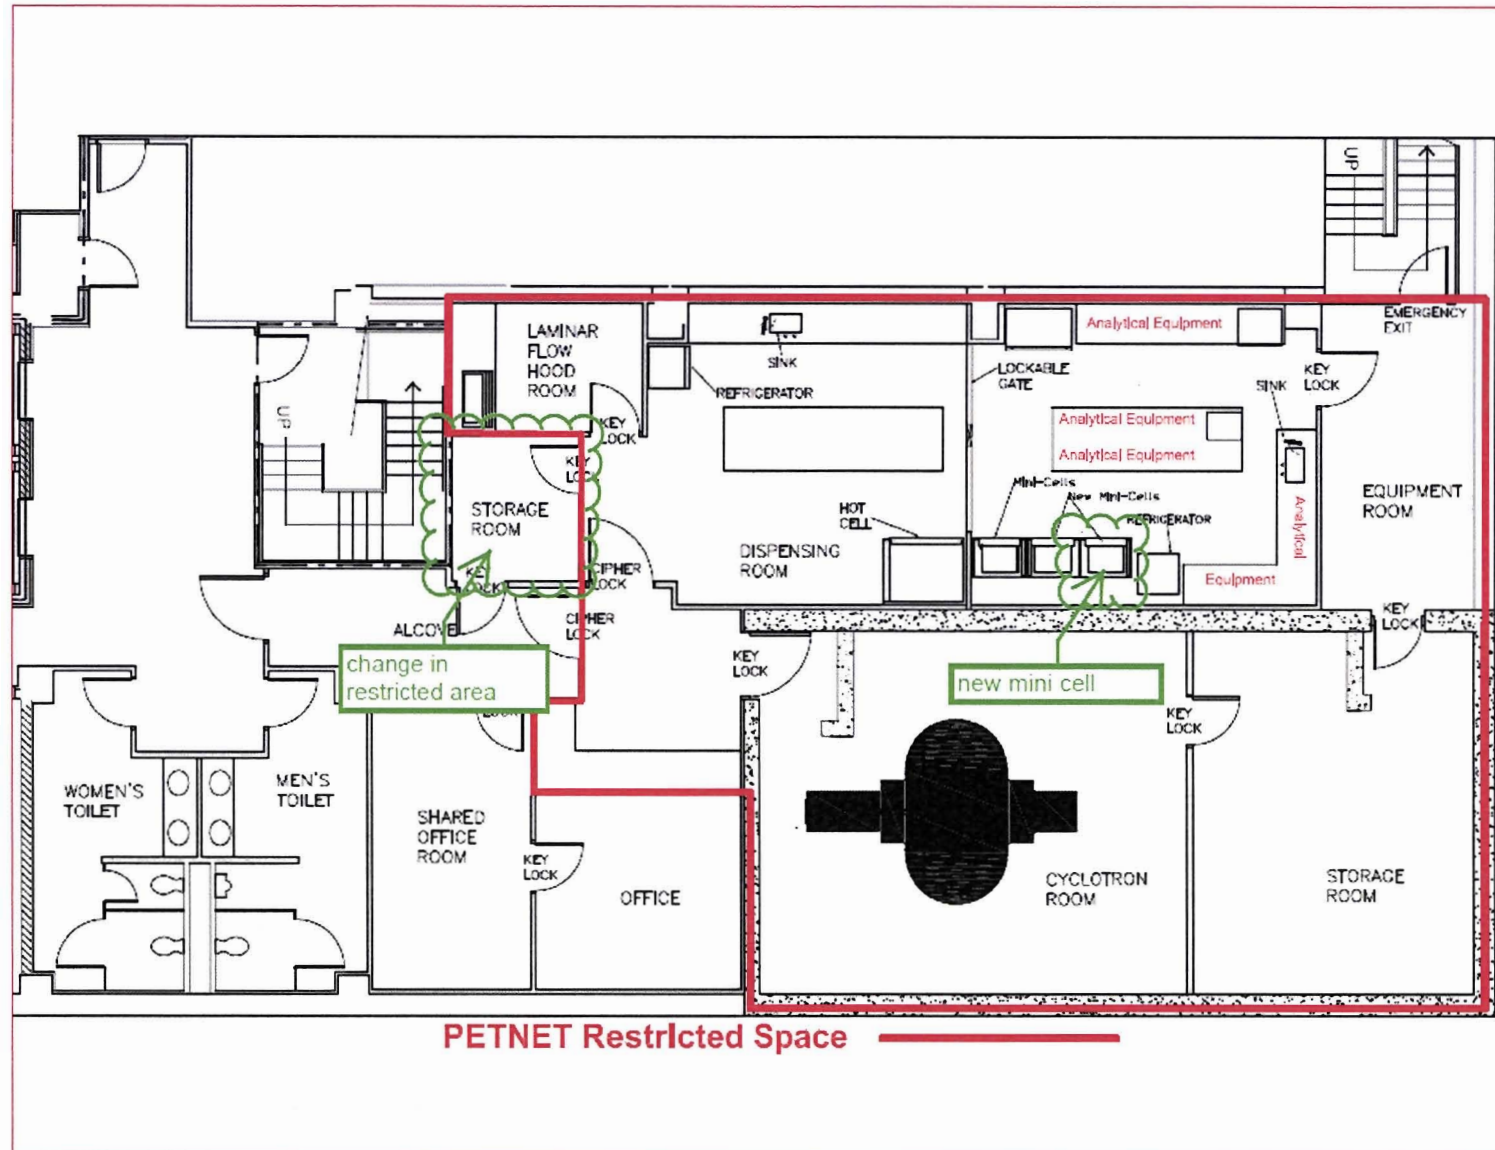 UP
EMERGENCY
EXIT
LAMINAR
FLOW
HOOD
ROOM
SINK
REFRIGERATOR
LOCKABLE
GATE
Analytical Equipment
KEY
LOCK
SINK
UP
KEY
LOCK
Analytical Equipment
Analytical Equipment
KEY
STORAGE
ROOM
Mini-Cells
New Mini-Cells
REFRIGERATOR
HOT
CELL
DISPENSING
ROOM
Analytical
Equipment
EQUIPMENT
ROOM
CIPHER
LOCK
CIPHER
LOCK
ALCOVE
KEY
LOCK
change in
restricted area
KEY
LOCK
new mini cell
KEY
LOCK
WOMEN'S
TOILET
MEN'S
TOILET
SHARED
OFFICE
ROOM
KEY
LOCK
OFFICE
CYCLOTRON
ROOM
STORAGE
ROOM
PETNET Restricted Space